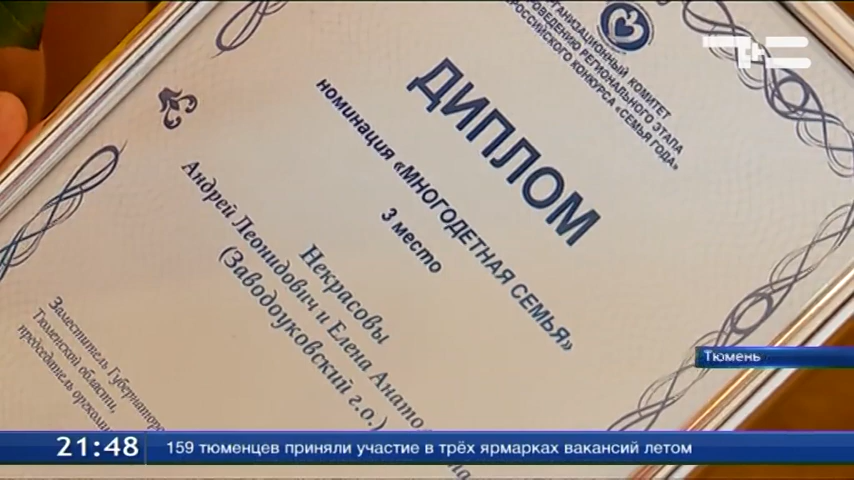 ОРГАНИЗАЦИОННЫЙ КОМИТЕТ
ПРОВЕДЕНИЮ РЕГИОНАЛЬНОГО ЭТАПА
РОССИЙСКОГО КОНКУРСА «СЕМЬЯ ГОДА»
ДИПЛОМ
номинация «МНОГОДЕТНАЯ СЕМЬЯ»
3 место
Некрасовы
Андрей Леонидович и Елена
(Заводоуковский г.о.)
Заместитель Губернатора
Тюменской области,
председатель
Тюмень
21:48 159 тюменцев приняли участие в трёх ярмарках вакансий летом